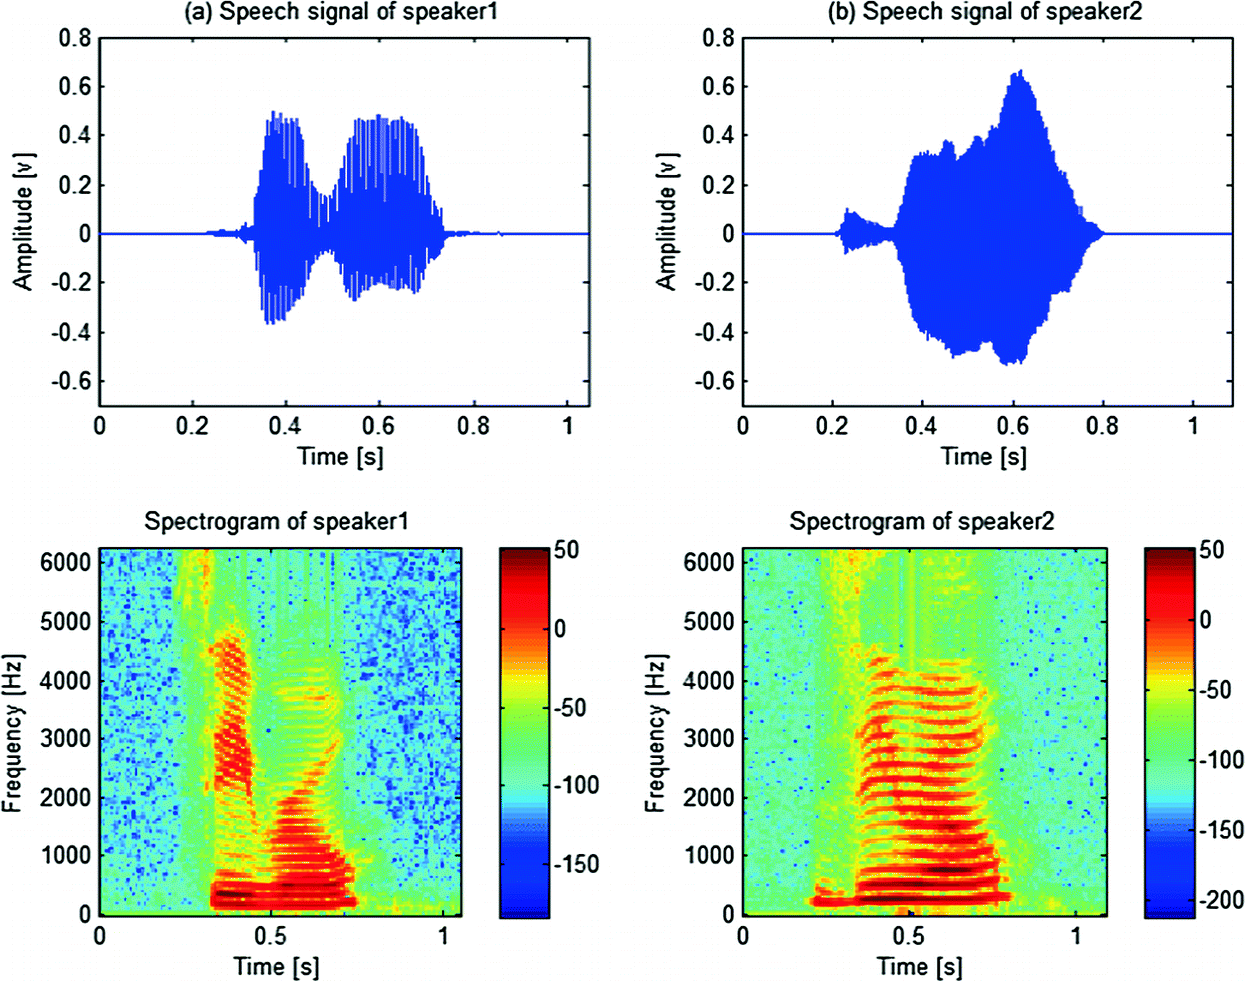 (a) Speech signal of speaker1
0.8
0.6
0.4
0.2
0
-0.2
-0.4
-0.6
Amplitude [v]
0 0.2 0.4 0.6 0.8 1
Time [s]
(b) Speech signal of speaker2
0.8
0.6
0.4
0.2
0
-0.2
-0.4
-0.6
Amplitude [v]
0 0.2 0.4 0.6 0.8 1
Time [s]
Spectrogram of speaker1
6000
5000
4000
3000
2000
1000
0
Frequency [Hz]
0 0.5 1
Time [s]
50
0
-50
-100
-150
Spectrogram of speaker2
6000
5000
4000
3000
2000
1000
0
Frequency [Hz]
0 0.5 1
Time [s]
50
0
-50
-100
-150
-200